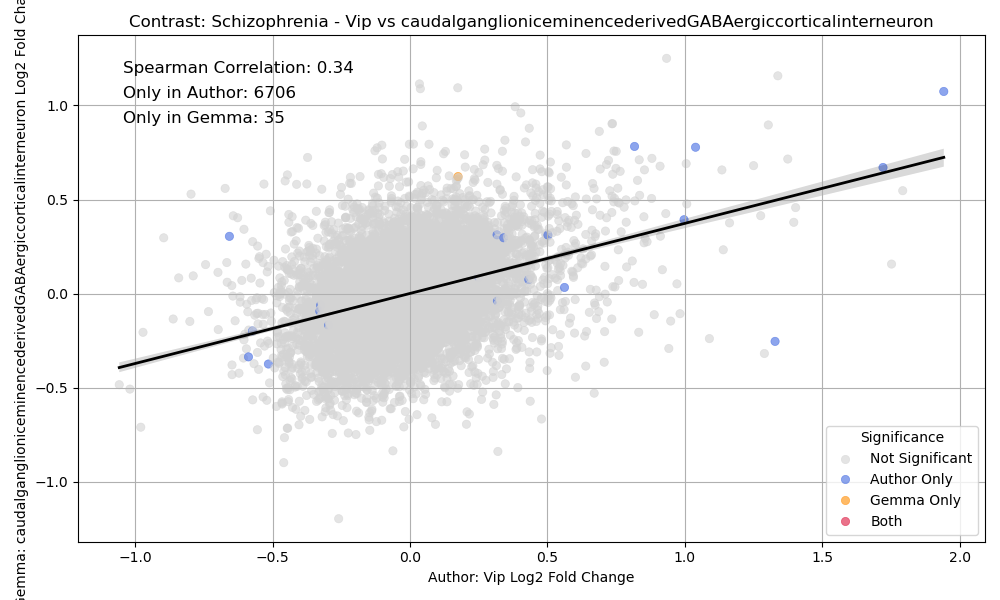 Contrast: Schizophrenia - Vip vs caudalganglioniceminencederivedGABAergiccorticalinterneuron
Spearman Correlation: 0.34
Only in Author: 6706
Only in Gemma: 35
1.0
0.5
0.0
−0.5
−1.0
caudalganglioniceminencederivedGABAergiccorticalinterneuron Log2 Fold
Significance
Not Significant
Author Only
Gemma Only
Both
−1.0 −0.5 0.0 0.5 1.0 1.5 2.0
Author: Vip Log2 Fold Change